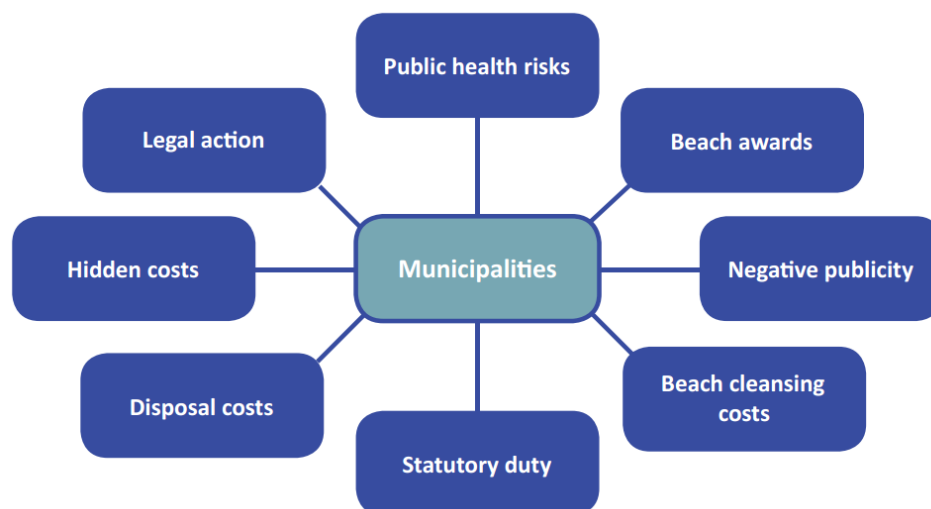 Public health risks
Legal action
Beach awards
Hidden costs
Municipalities
Negative publicity
Disposal costs
Beach cleansing
costs
Statutory duty